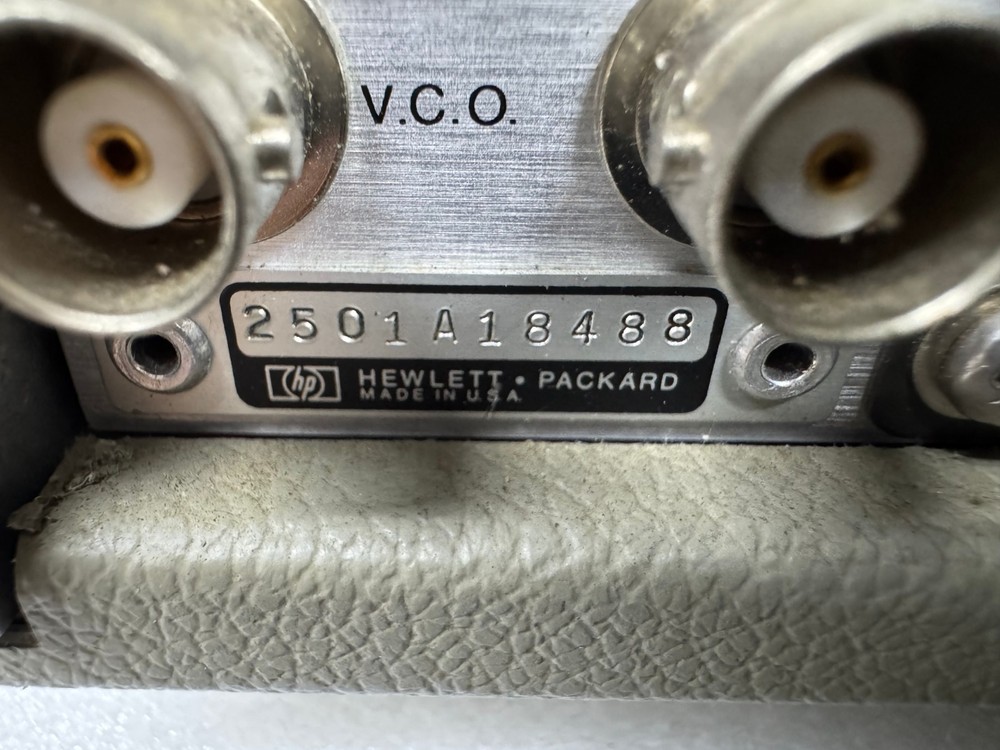 V.C.O.
2501A18488
hp HEWLETT • PACKARD
MADE IN U.S.A.